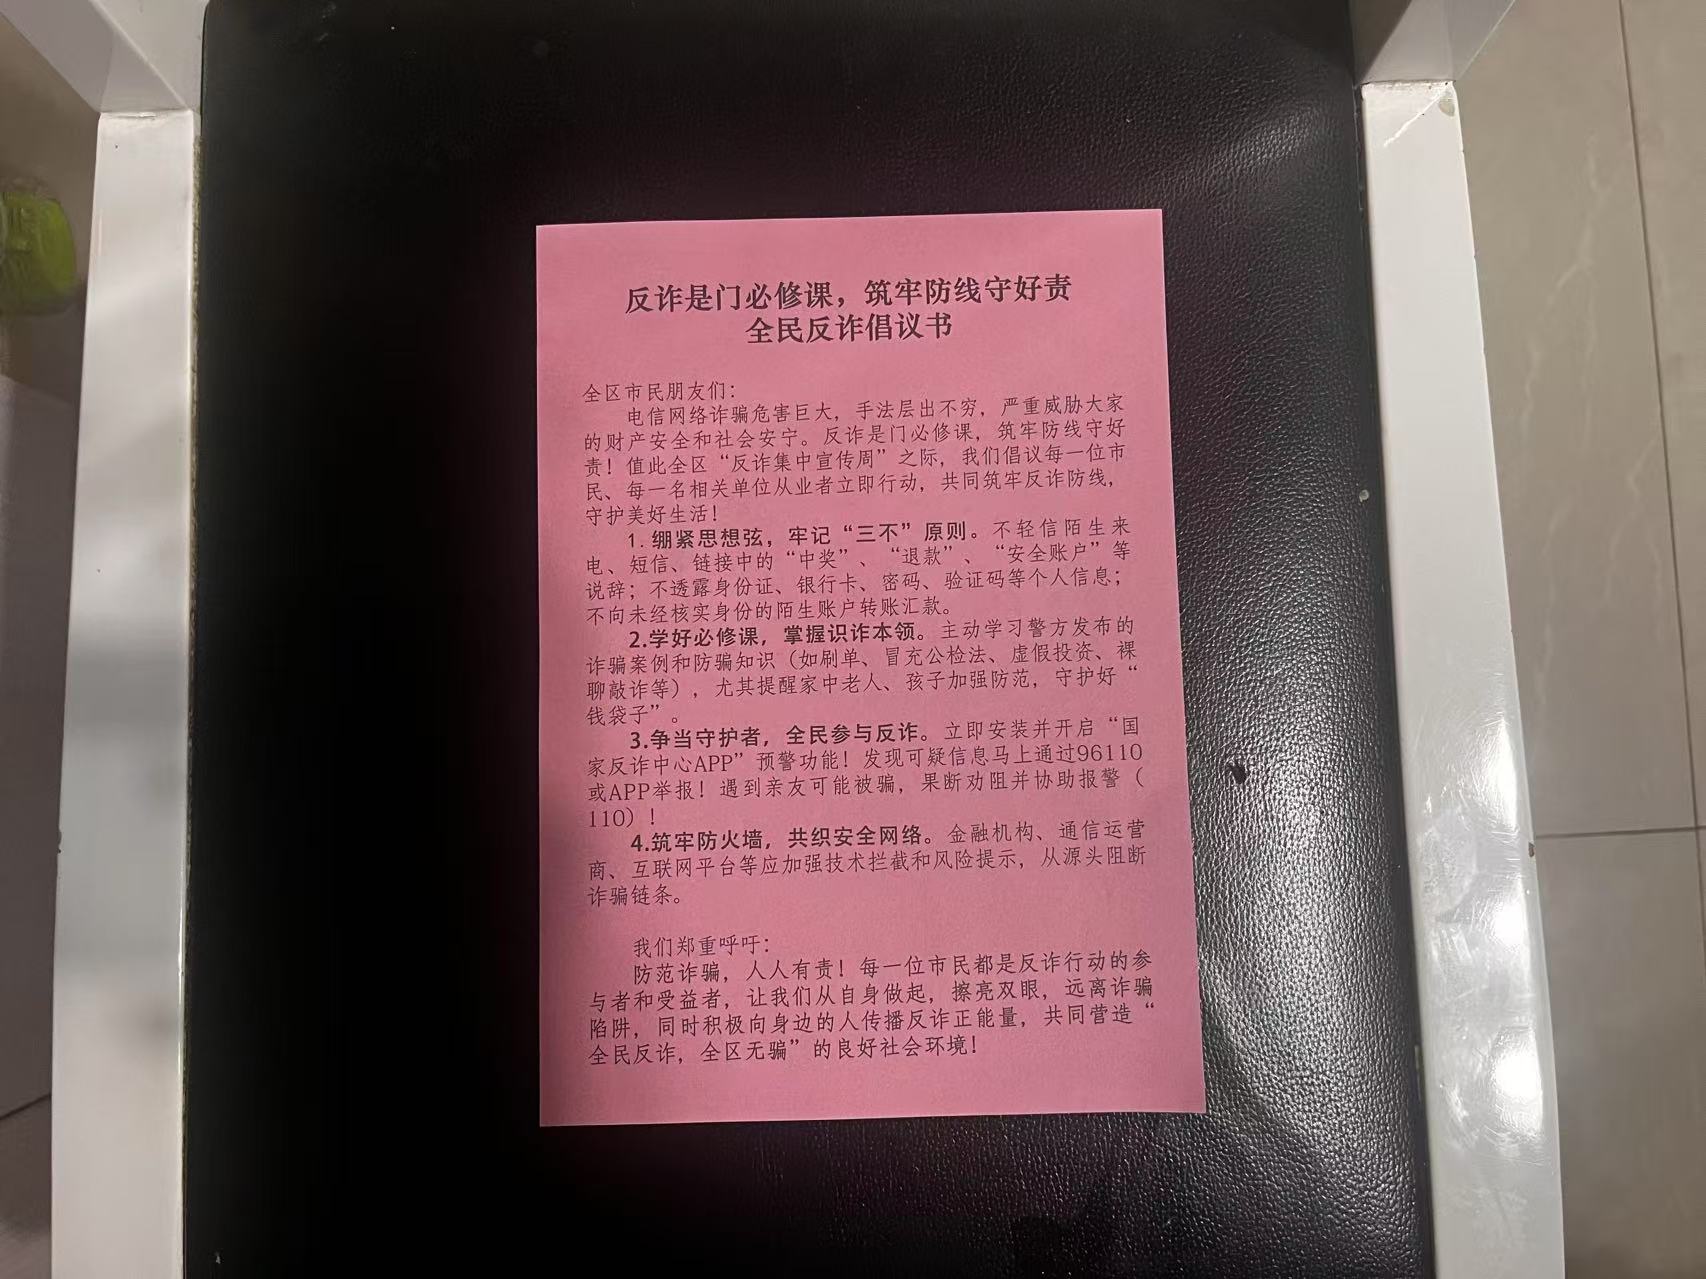 反诈是门必修课，筑牢防线守好责
全民反诈倡议书
全区市民朋友们：
电信网络诈骗危害巨大，手法层出不穷，严重威胁大家
的财产安全和社会安宁。反诈是门必修课，筑牢防线守好
责！值此全区“反诈集中宣传周”之际，我们倡议每一位市
民、每一名相关单位从业者立即行动，共同筑牢反诈防线，
守护美好生活！
1. 绷紧思想弦，牢记“三不”原则。不轻信陌生来
电、短信、链接中的“中奖”、“退款”、“安全账户”等
说辞；不透露身份证、银行卡、密码、验证码等个人信息；
不向未经核实身份的陌生账户转账汇款。
2.学好必修课，掌握识诈本领。主动学习警方发布的
诈骗案例和防骗知识（如刷单、冒充公检法、虚假投资、裸
聊敲诈等），尤其提醒家中老人、孩子加强防范，守护好“
钱袋子”。
3.争当守护者，全民参与反诈。立即安装并开启“国
家反诈中心APP”预警功能！发现可疑信息马上通过96110
或APP举报！遇到亲友可能被骗，果断劝阻并协助报警（
110）！
4.筑牢防火墙，共织安全网络。金融机构、通信运营
商、互联网平台等应加强技术拦截和风险提示，从源头阻断
诈骗链条。
我们郑重呼吁：
防范诈骗，人人有责！每一位市民都是反诈行动的参
与者和受益者，让我们从自身做起，擦亮双眼，远离诈骗
陷阱，同时积极向身边的人传播反诈正能量，共同营造“
全民反诈，全区无骗”的良好社会环境！